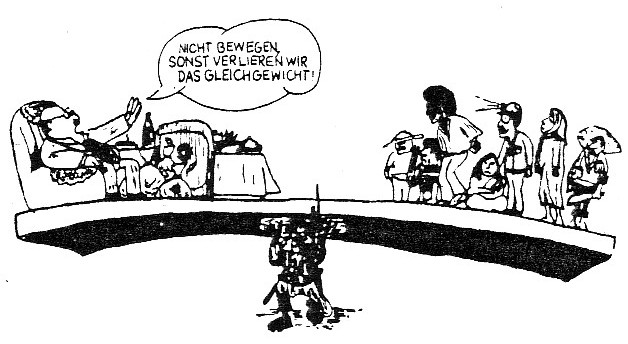 NICHT BEWEGEN,
SONST VERLIEREN WIR
DAS GLEICHGEWICHT!